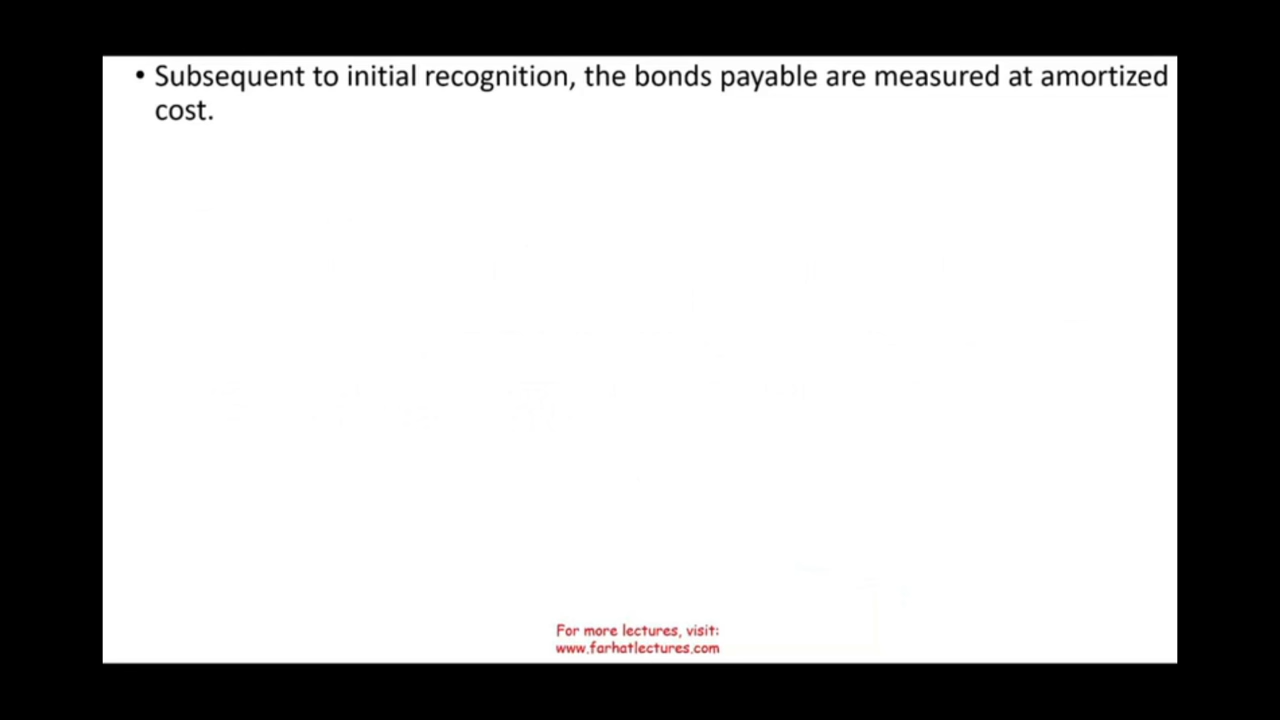 • Subsequent to initial recognition, the bonds payable are measured at amortized
cost.
For more lectures, visit:
www.farhatlectures.com